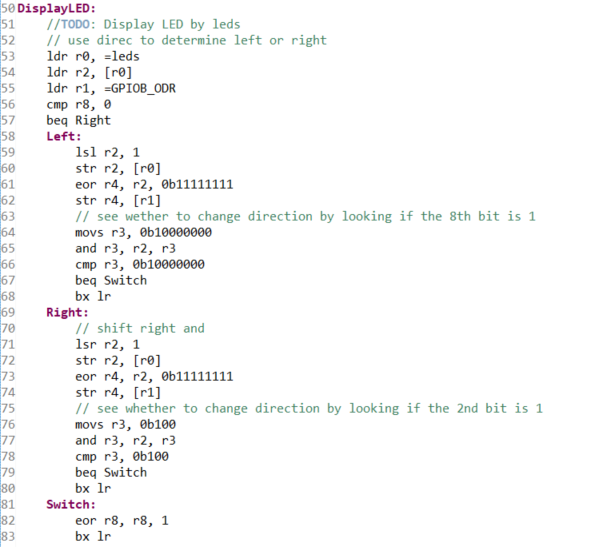 50 DisplayLED:
51 //TODO: Display LED by leds
52 // use direc to determine left or right
53 ldr r0, =leds
54 ldr r2, [r0]
55 ldr r1, =GPIOB_ODR
56 cmp r8, 0
57 beq Right
58 Left:
59 lsl r2, 1
60 str r2, [r0]
61 eor r4, r2, 0b11111111
62 str r4, [r1]
63 // see wether to change direction by looking if the 8th bit is 1
64 movs r3, 0b10000000
65 and r3, r2, r3
66 cmp r3, 0b10000000
67 beq Switch
68 bx lr
69 Right:
70 // shift right and
71 lsr r2, 1
72 str r2, [r0]
73 eor r4, r2, 0b11111111
74 str r4, [r1]
75 // see whether to change direction by looking if the 2nd bit is 1
76 movs r3, 0b100
77 and r3, r2, r3
78 cmp r3, 0b100
79 beq Switch
80 bx lr
81 Switch:
82 eor r8, r8, 1
83 bx lr